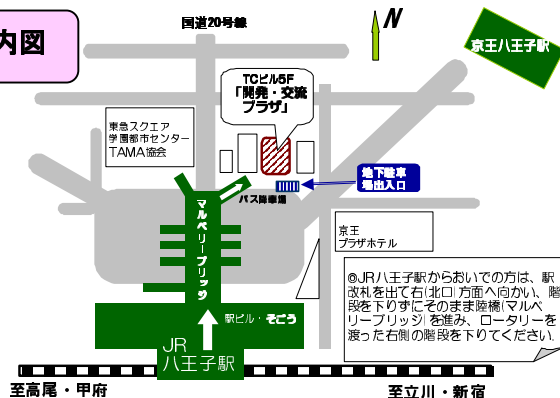 内図
国道20号線
N
京王八王子駅
TCビル5F
「開発・交流
プラザ」
東急スクエア
学園都市センター
TAMA協会
地下駐車
場出入口
バス降車場
マルベリーブリッジ
京王
プラザホテル
@JR八王子駅からおいでの方は、駅
改札を出て右(北口)方面へ向かい、階
段を下りずにそのまま陸橋(マルベ
リーブリッジ)を進み、ロータリーを
渡った右側の階段を下りてください.
駅ビル・そごう
JR
八王子駅
至高尾・甲府
至立川・新宿